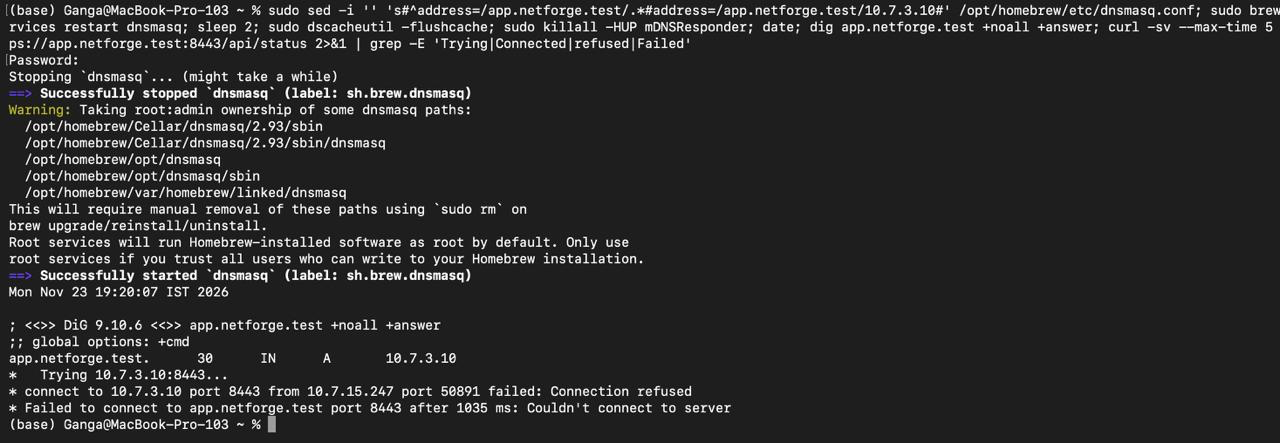 (base) Ganga@MacBook-Pro-103 ~ % sudo sed -i '' 's#^address=/app.netforge.test/.*#address=/app.netforge.test/10.7.3.10#' /opt/homebrew/etc/dnsmasq.conf; sudo brew
rvices restart dnsmasq; sleep 2; sudo dscacheutil -flushcache; sudo killall -HUP mDNSResponder; date; dig app.netforge.test +noall +answer; curl -sv --max-time 5
ps://app.netforge.test:8443/api/status 2>&1 | grep -E 'Trying|Connected|refused|Failed'
Password:
Stopping `dnsmasq`... (might take a while)
==> Successfully stopped `dnsmasq` (label: sh.brew.dnsmasq)
Warning: Taking root:admin ownership of some dnsmasq paths:
  /opt/homebrew/Cellar/dnsmasq/2.93/sbin
  /opt/homebrew/Cellar/dnsmasq/2.93/sbin/dnsmasq
  /opt/homebrew/opt/dnsmasq
  /opt/homebrew/opt/dnsmasq/sbin
  /opt/homebrew/var/homebrew/linked/dnsmasq
This will require manual removal of these paths using `sudo rm` on
brew upgrade/reinstall/uninstall.
Root services will run Homebrew-installed software as root by default. Only use
root services if you trust all users who can write to your Homebrew installation.
==> Successfully started `dnsmasq` (label: sh.brew.dnsmasq)
Mon Nov 23 19:20:07 IST 2026

; <<>> DiG 9.10.6 <<>> app.netforge.test +noall +answer
;; global options: +cmd
app.netforge.test.      30      IN      A       10.7.3.10
*   Trying 10.7.3.10:8443...
* connect to 10.7.3.10 port 8443 from 10.7.15.247 port 50891 failed: Connection refused
* Failed to connect to app.netforge.test port 8443 after 1035 ms: Couldn't connect to server
(base) Ganga@MacBook-Pro-103 ~ %